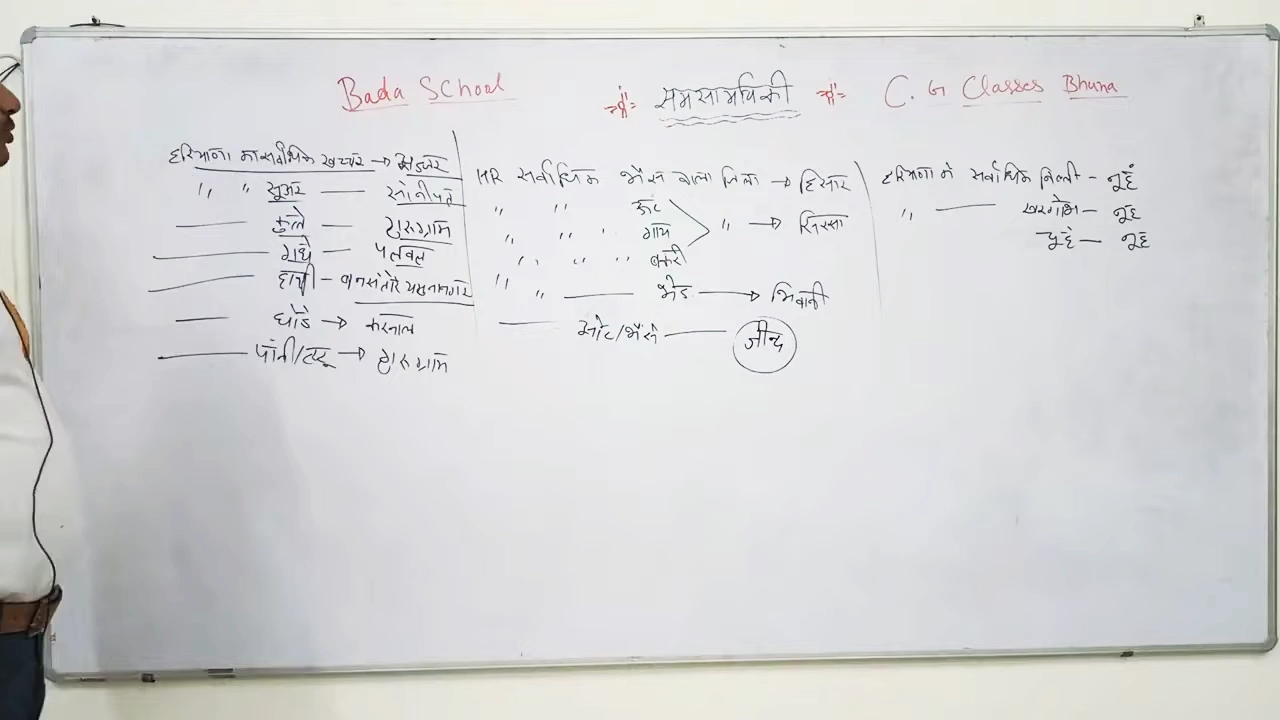 Bada School
समसामयिकी
C. G Classes Bhuna
हरियाणा का सर्वाधिक खच्चर → झज्जर
" " सुअर — सोनीपत
— कुत्ते — गुरुग्राम
— गधे — पलवल
— हाथी – बनसंतोर यमुनानगर
— घोडे → करनाल
— पोनी/टट्टू → गुरुग्राम
HR सर्वाधिक भैंस वाला जिला → हिसार
" " ऊंट
" " " गाय " → सिरसा
" " " बकरी
" " — भेड़ → भिवानी
— झोटे/भैंसे — जीन्द
हरियाणा मे सर्वाधिक बिल्ली - नूहं
" — खरगोश — नूह
चूहे — नूह